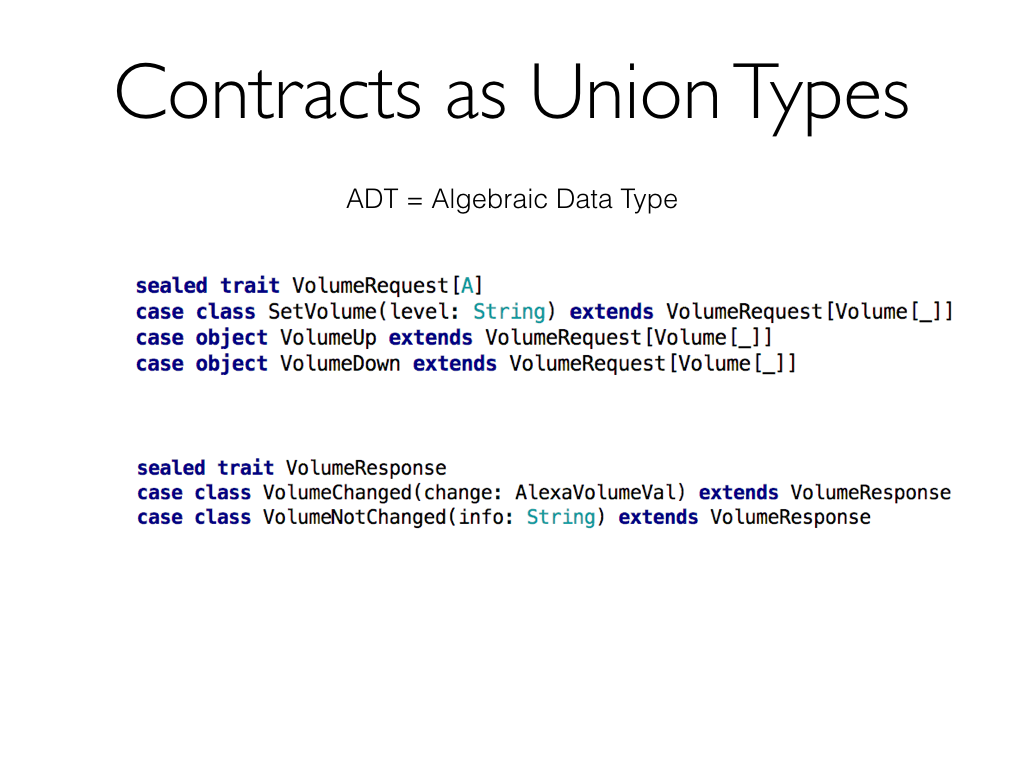 Contracts as Union Types
ADT = Algebraic Data Type
sealed trait VolumeRequest[A]
case class SetVolume(level: String) extends VolumeRequest[Volume[_]]
case object VolumeUp extends VolumeRequest[Volume[_]]
case object VolumeDown extends VolumeRequest[Volume[_]]
sealed trait VolumeResponse
case class VolumeChanged(change: AlexaVolumeVal) extends VolumeResponse
case class VolumeNotChanged(info: String) extends VolumeResponse